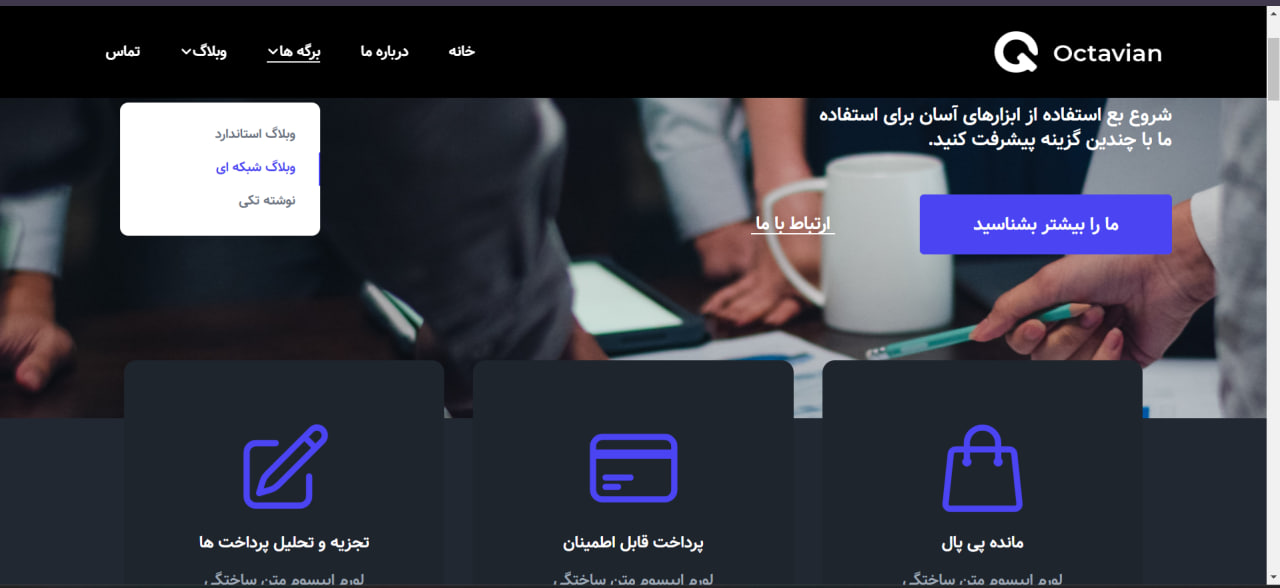 Octavian
خانه
درباره ما
برگه ها
وبلاگ
تماس
وبلاگ استاندارد
وبلاگ شبکه ای
نوشته تکی
شروع بع استفاده از ابزارهای آسان برای استفاده
ما با چندین گزینه پیشرفت کنید.
ما را بیشتر بشناسید
ارتباط با ما
مانده پی پال
لورم ایپسوم متن ساختگی
پرداخت قابل اطمینان
لورم ایپسوم متن ساختگی
تجزیه و تحلیل پرداخت ها
لورم ایپسوم متن ساختگی